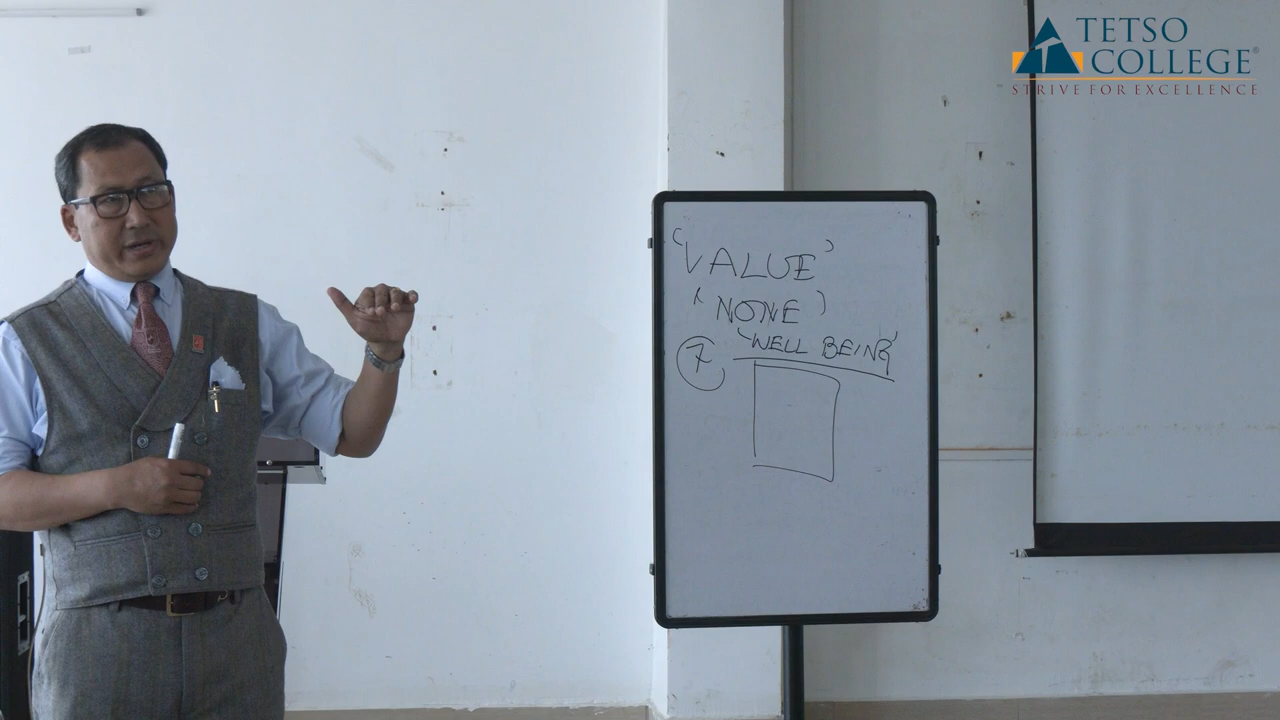 TETSO
COLLEGE®
STRIVE FOR EXCELLENCE
'VALUE'
'NONE'
'WELL BEING'
7